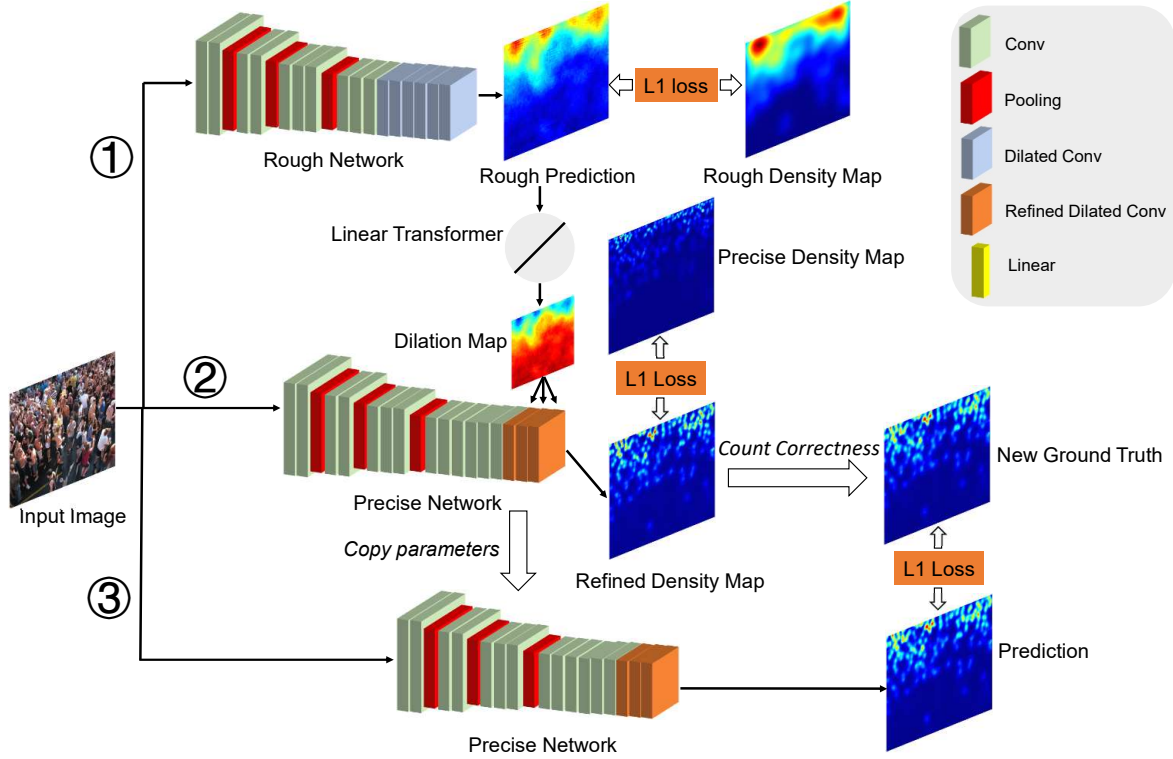 L1 loss
Rough Network
Rough Prediction
Rough Density Map
Conv
Pooling
Dilated Conv
Refined Dilated Conv
Linear
①
Linear Transformer
Precise Density Map
Dilation Map
②
L1 Loss
Count Correctness
New Ground Truth
Input Image
Precise Network
Copy parameters
Refined Density Map
L1 Loss
③
Prediction
Precise Network